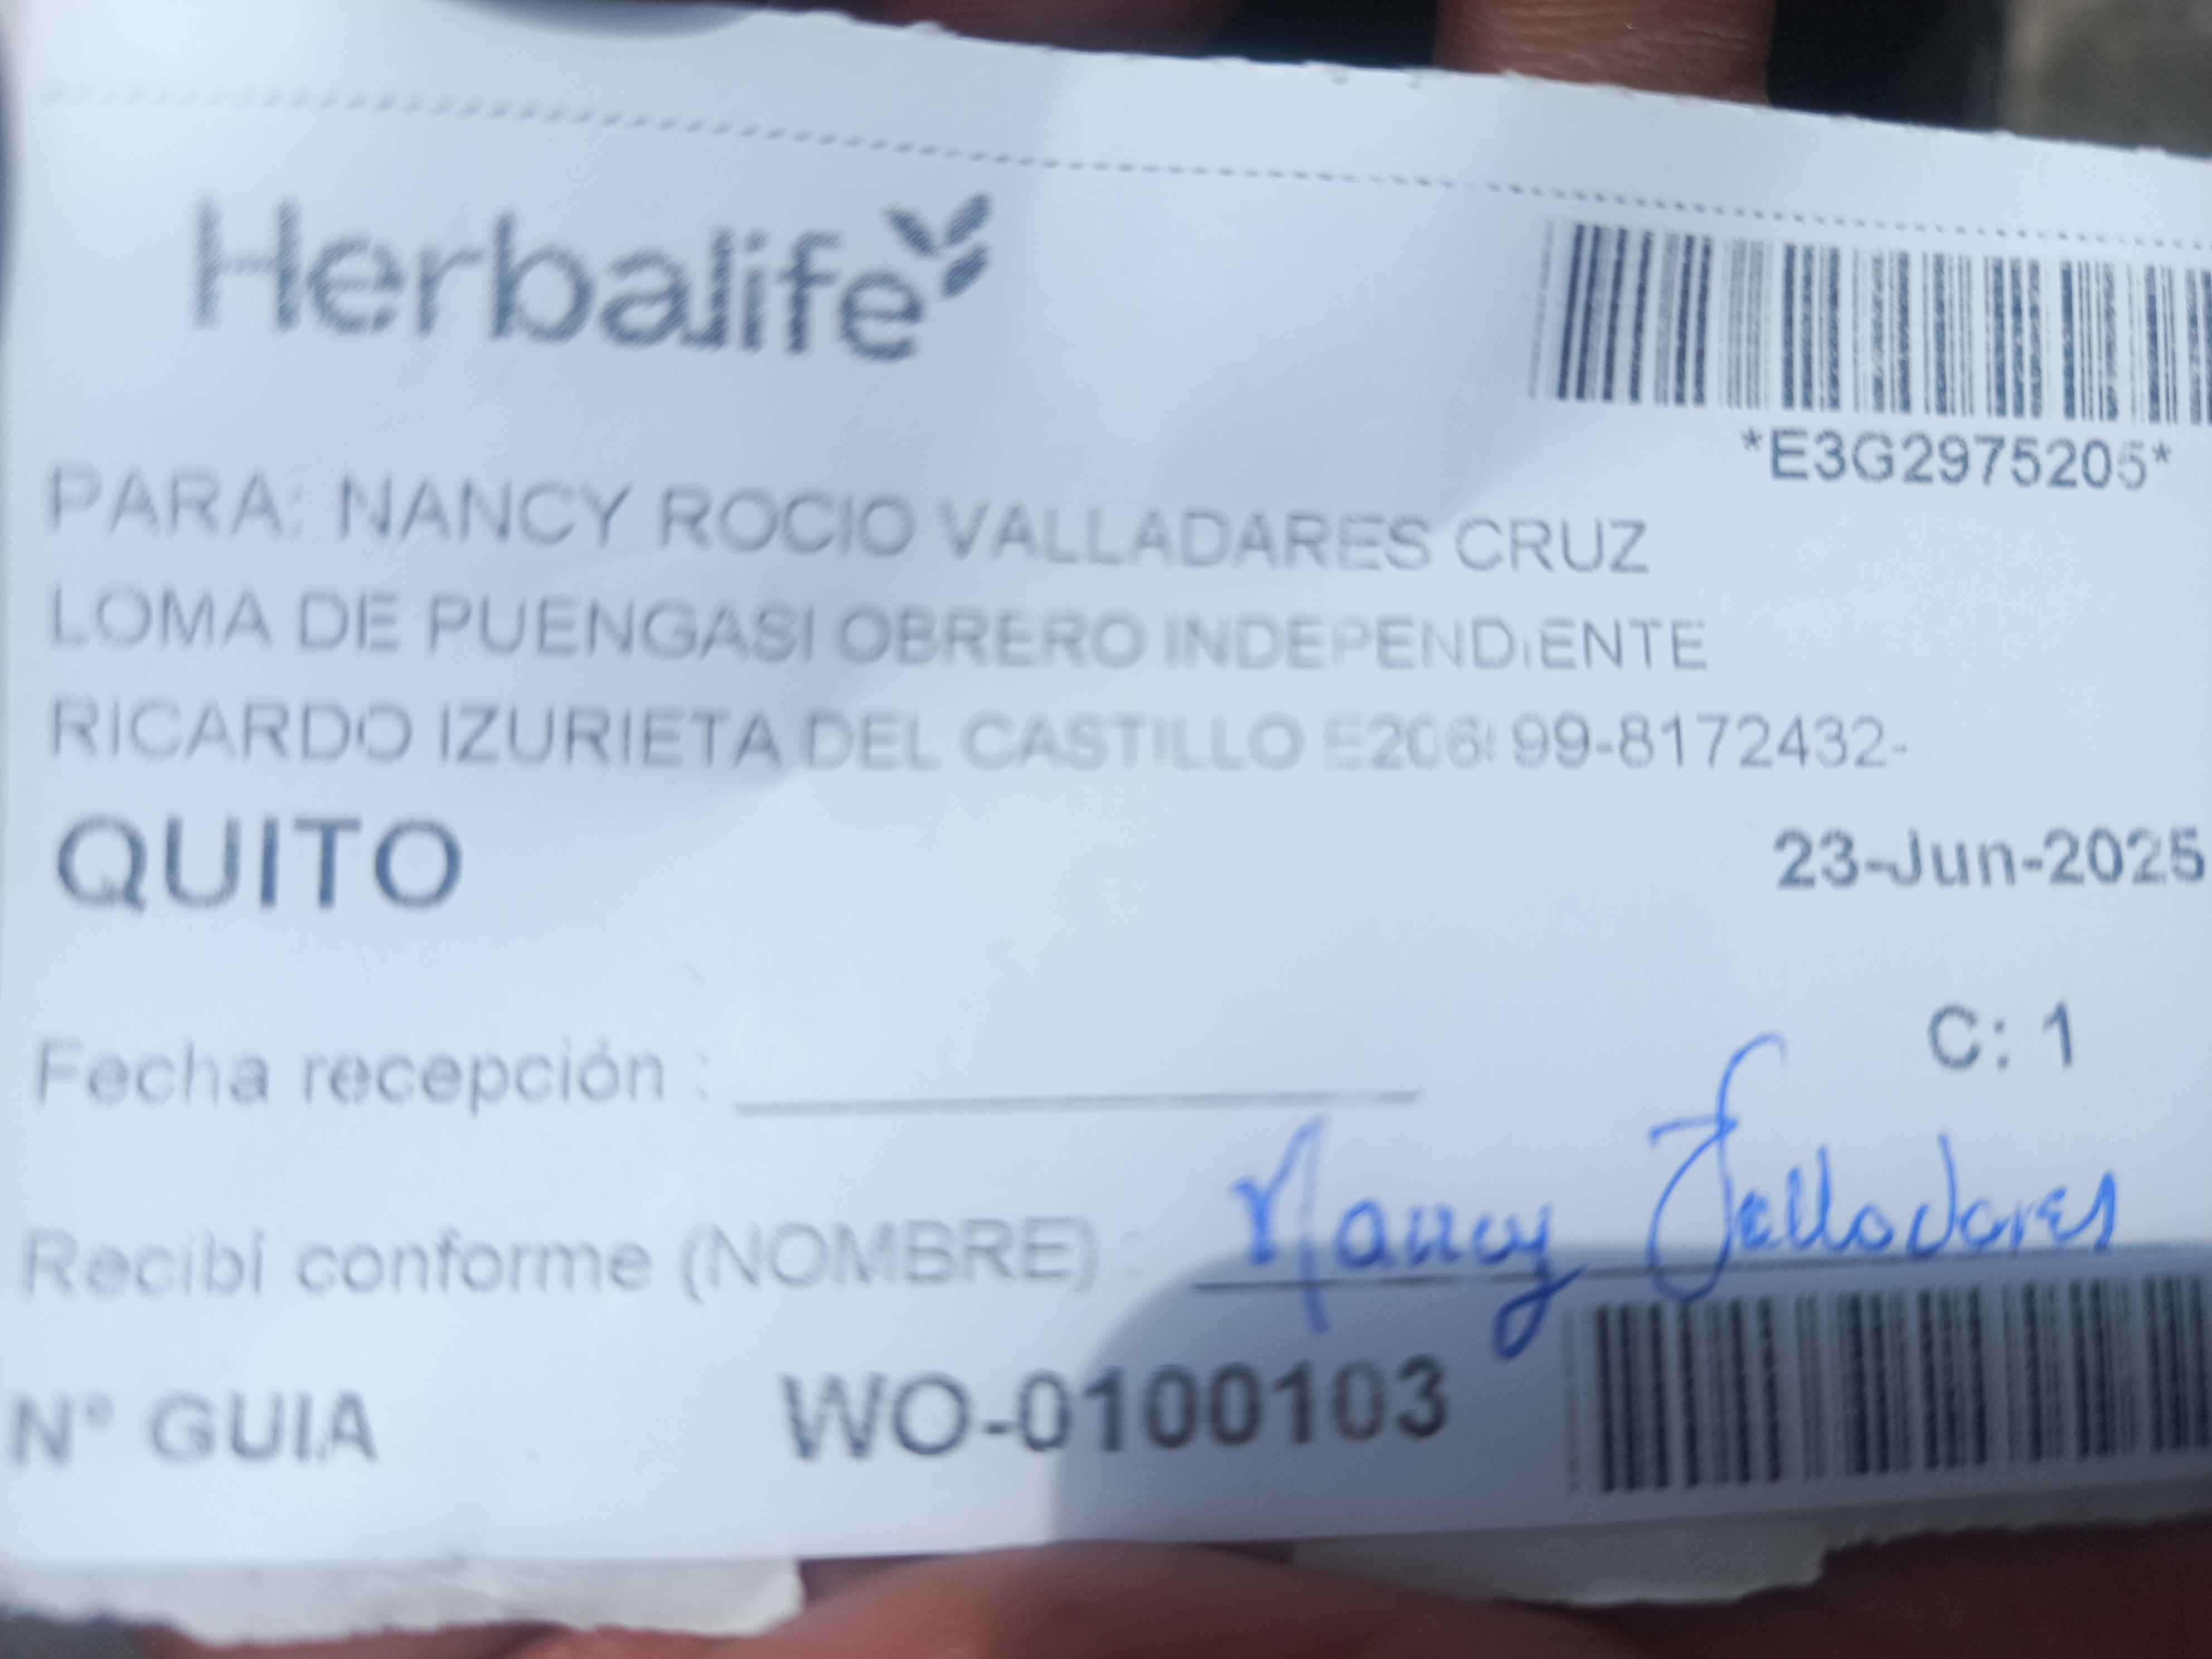 Herbalife
*E3G2975205*
PARA: NANCY ROCIO VALLADARES CRUZ
LOMA DE PUENGASI OBRERO INDEPENDIENTE
RICARDO IZURIETA DEL CASTILLO 99-8172432-
QUITO
23-Jun-2025
C: 1
Fecha recepción :
Recibí conforme (NOMBRE) : Nancy Valladares
N° GUIA WO-0100103